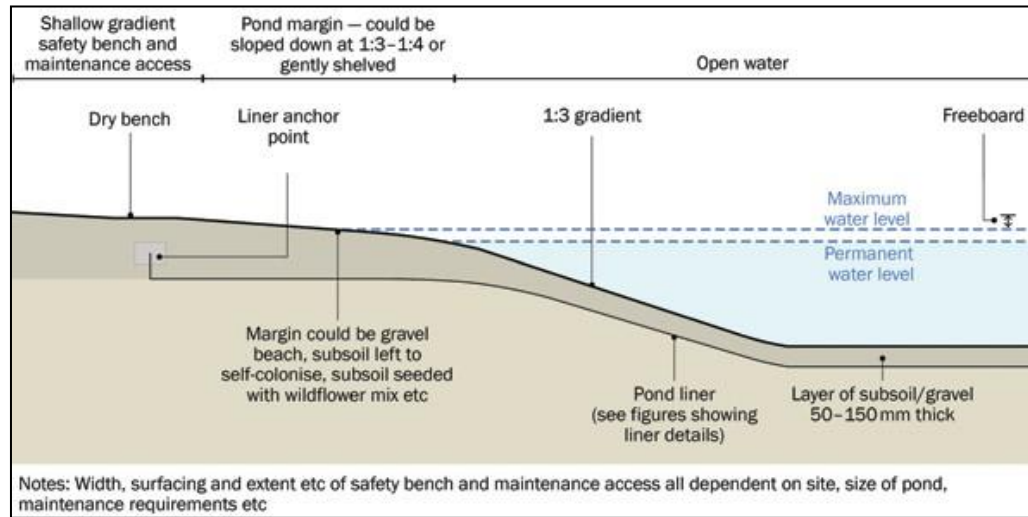 Shallow gradient
safety bench and
maintenance access
Pond margin — could be
sloped down at 1:3–1:4 or
gently shelved
Open water
Dry bench
Liner anchor
point
1:3 gradient
Freeboard
Maximum
water level
Permanent
water level
Margin could be gravel
beach, subsoil left to
self-colonise, subsoil seeded
with wildflower mix etc
Pond liner
(see figures showing
liner details)
Layer of subsoil/gravel
50–150mm thick
Notes: Width, surfacing and extent etc of safety bench and maintenance access all dependent on site, size of pond,
maintenance requirements etc